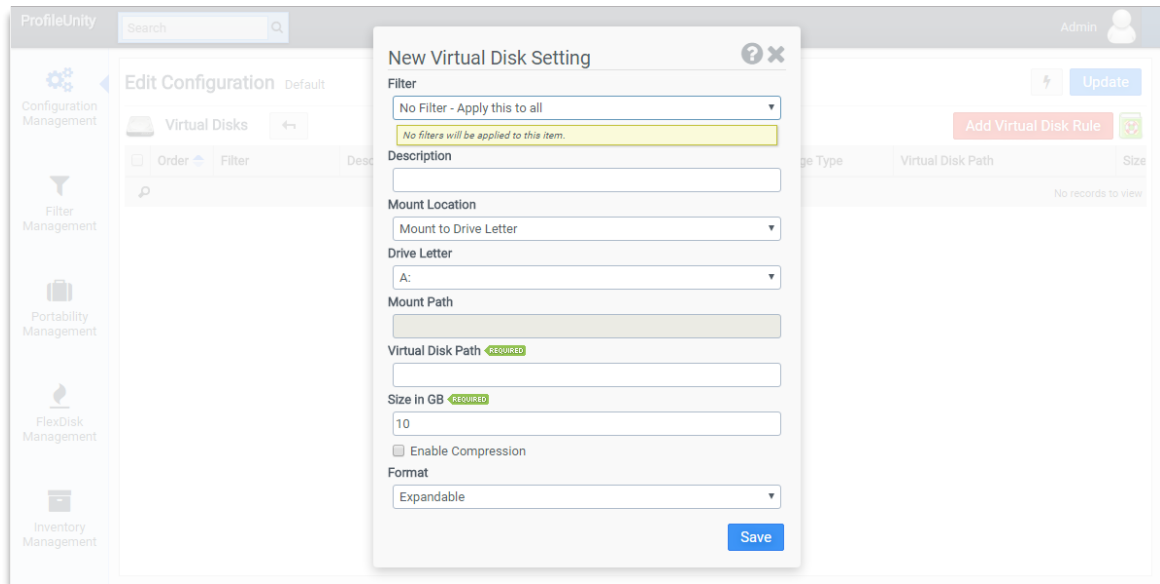 ProfileUnity
Search
Admin
Configuration Management
Filter Management
Portability Management
FlexDisk Management
Inventory Management
Edit Configuration Default
Update
Virtual Disks
Add Virtual Disk Rule
Order Filter Desc ge Type Virtual Disk Path Size
No records to view
New Virtual Disk Setting
Filter
No Filter - Apply this to all
No filters will be applied to this item.
Description
Mount Location
Mount to Drive Letter
Drive Letter
A:
Mount Path
Virtual Disk Path REQUIRED
Size in GB REQUIRED
10
Enable Compression
Format
Expandable
Save